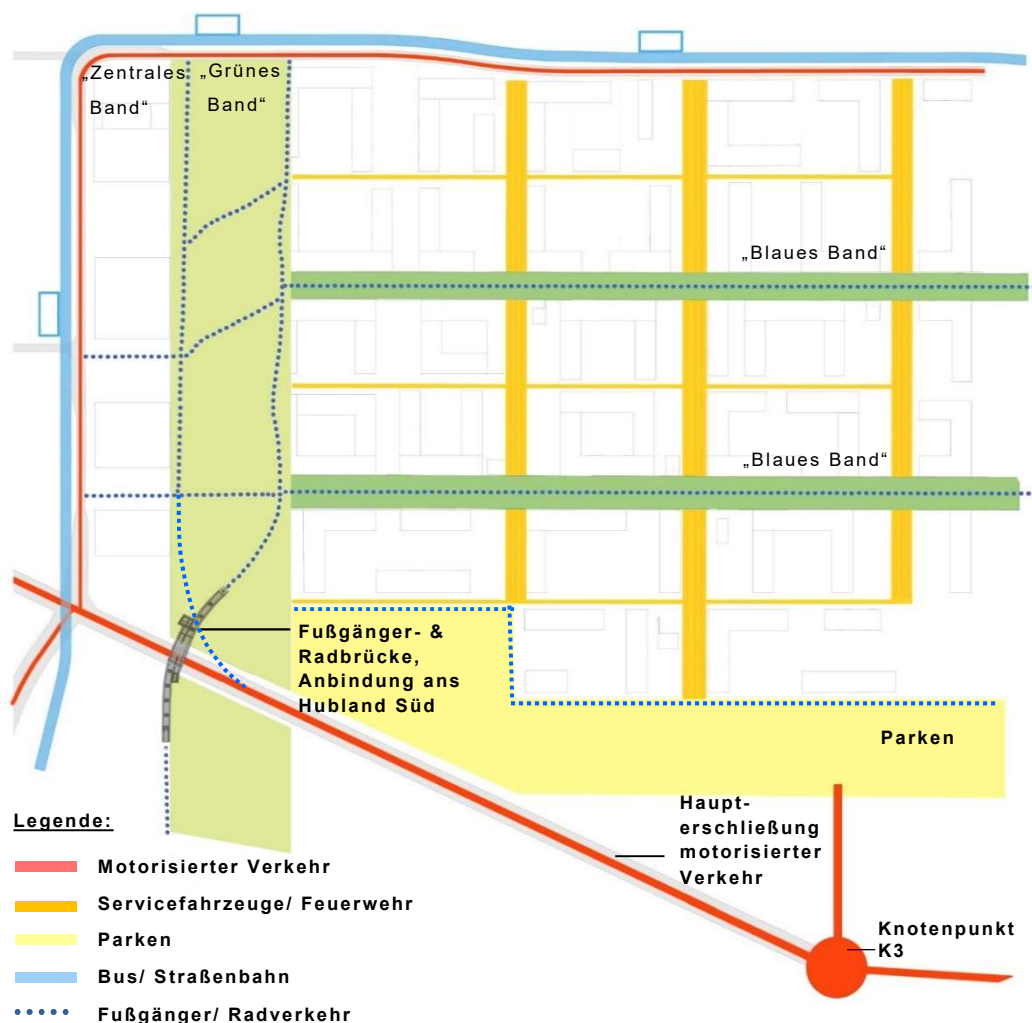 „Zentrales
Band“
„Grünes
Band“
„Blaues Band“
„Blaues Band“
Fußgänger- &
Radbrücke,
Anbindung ans
Hubland Süd
Parken
Haupt-
erschließung
motorisierter
Verkehr
Knotenpunkt
K3
Legende:
Motorisierter Verkehr
Servicefahrzeuge/ Feuerwehr
Parken
Bus/ Straßenbahn
Fußgänger/ Radverkehr